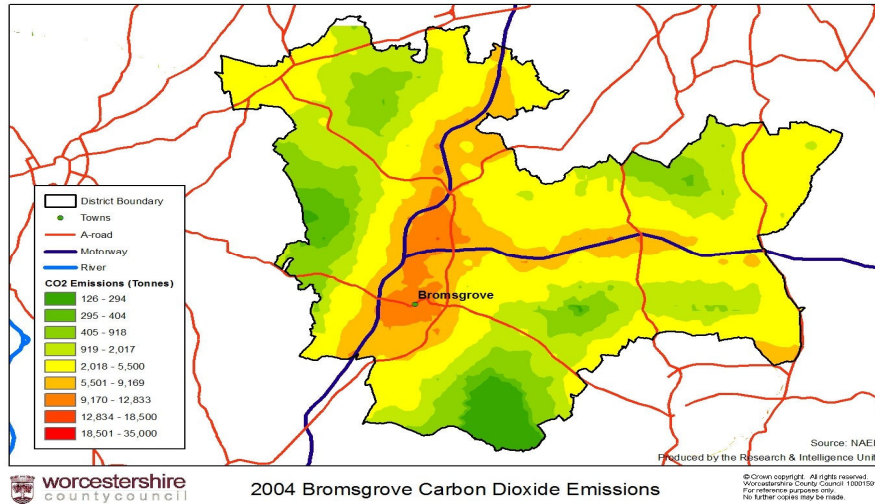 Bromsgrove
District Boundary
Towns
A-road
Motorway
River
CO2 Emissions (Tonnes)
126 - 294
295 - 404
405 - 918
919 - 2,017
2,018 - 5,500
5,501 - 9,169
9,170 - 12,833
12,834 - 18,500
18,501 - 35,000
Source: NAEI
Produced by the Research & Intelligence Unit
worcestershire
countycouncil
2004 Bromsgrove Carbon Dioxide Emissions
© Crown copyright. All rights reserved.
Worcestershire County Council 1000159
For reference purposes only.
No further copies may be made.